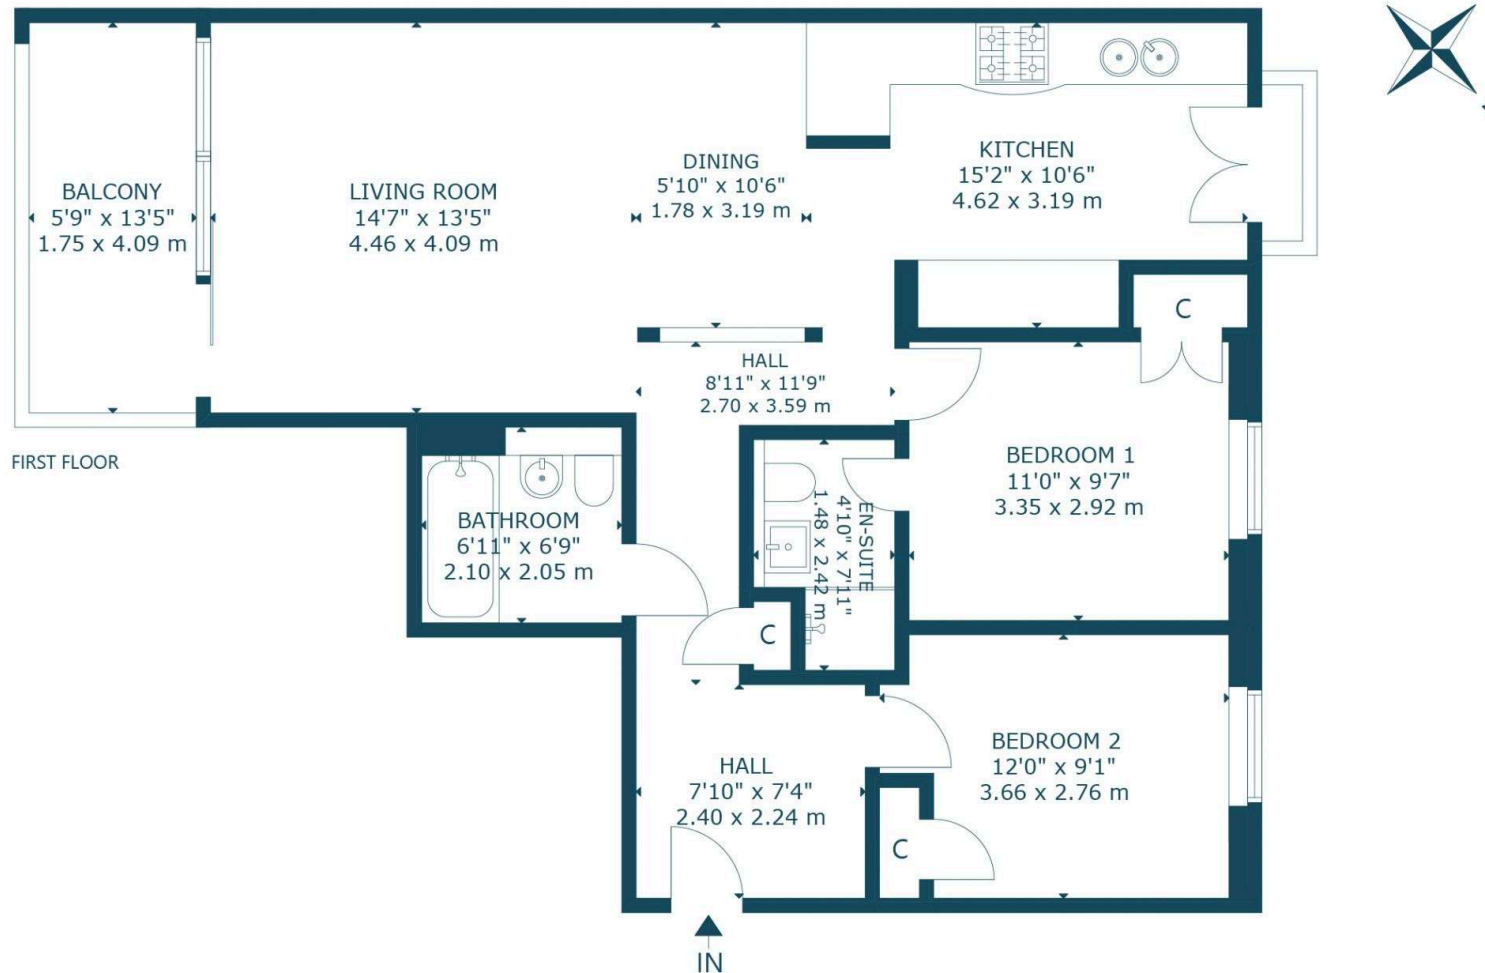 BALCONY
5'9" x 13'5"
1.75 x 4.09 m
LIVING ROOM
14'7" x 13'5"
4.46 x 4.09 m
DINING
5'10" x 10'6"
1.78 x 3.19 m
KITCHEN
15'2" x 10'6"
4.62 x 3.19 m
C
HALL
8'11" x 11'9"
2.70 x 3.59 m
FIRST FLOOR
BATHROOM
6'11" x 6'9"
2.10 x 2.05 m
EN-SUITE
4'10" x 7'11"
1.48 x 2.42 m
BEDROOM 1
11'0" x 9'7"
3.35 x 2.92 m
C
HALL
7'10" x 7'4"
2.40 x 2.24 m
BEDROOM 2
12'0" x 9'1"
3.66 x 2.76 m
C
IN